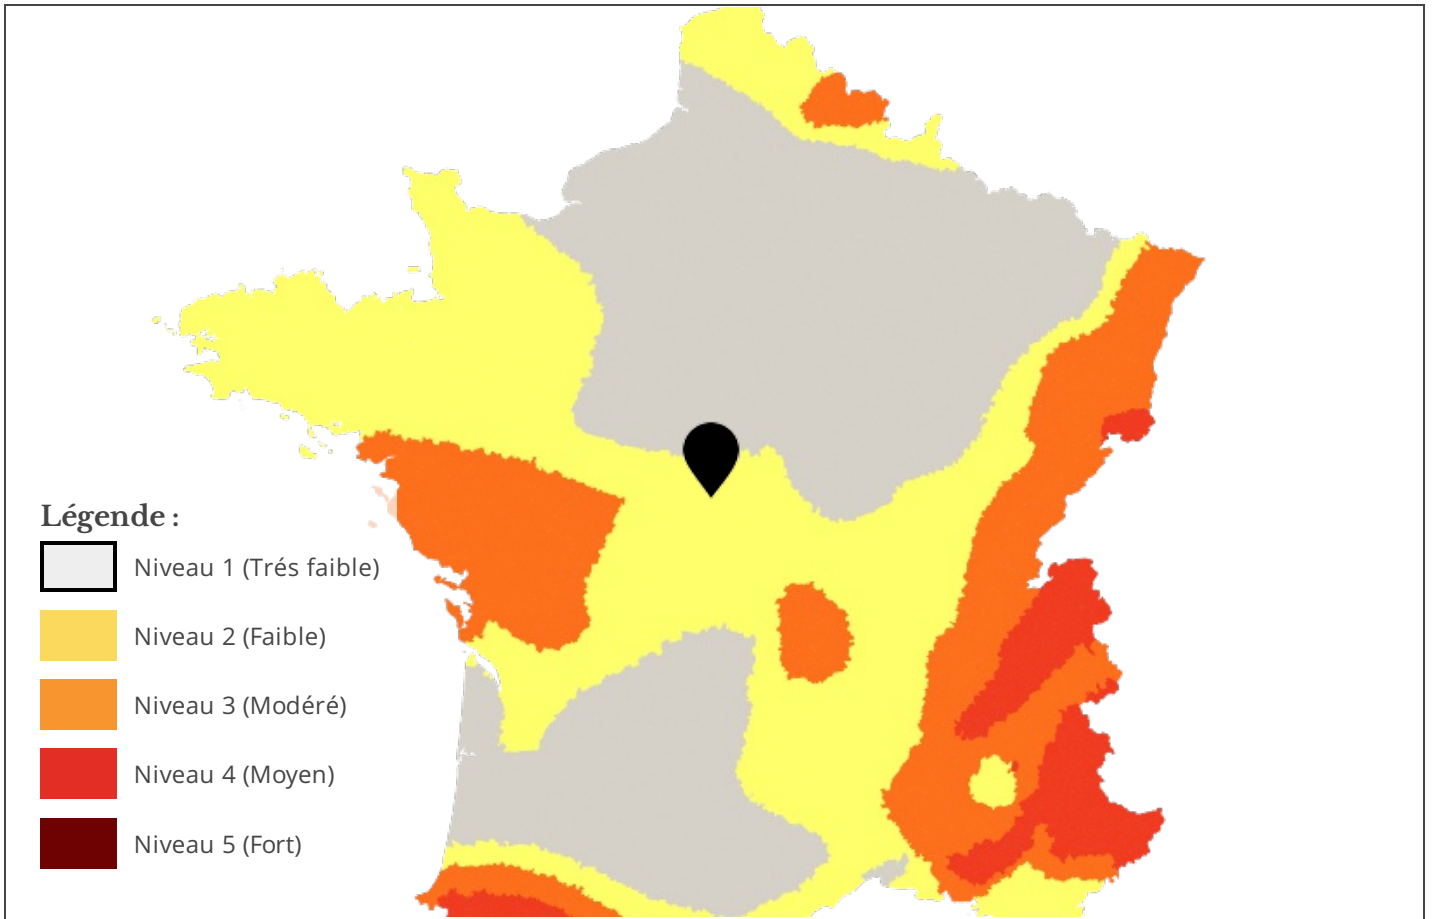 Légende :
Niveau 1 (Trés faible)
Niveau 2 (Faible)
Niveau 3 (Modéré)
Niveau 4 (Moyen)
Niveau 5 (Fort)